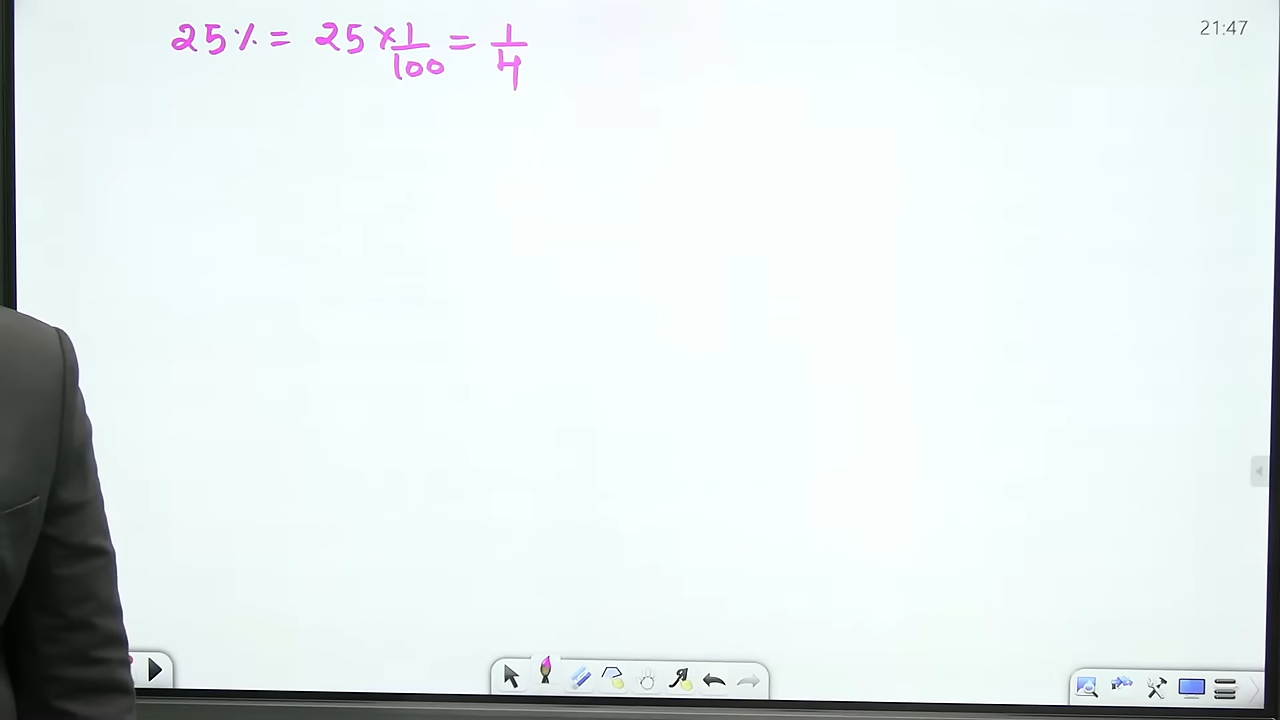 25% = 25 × 1/100 = 1/4
21:47